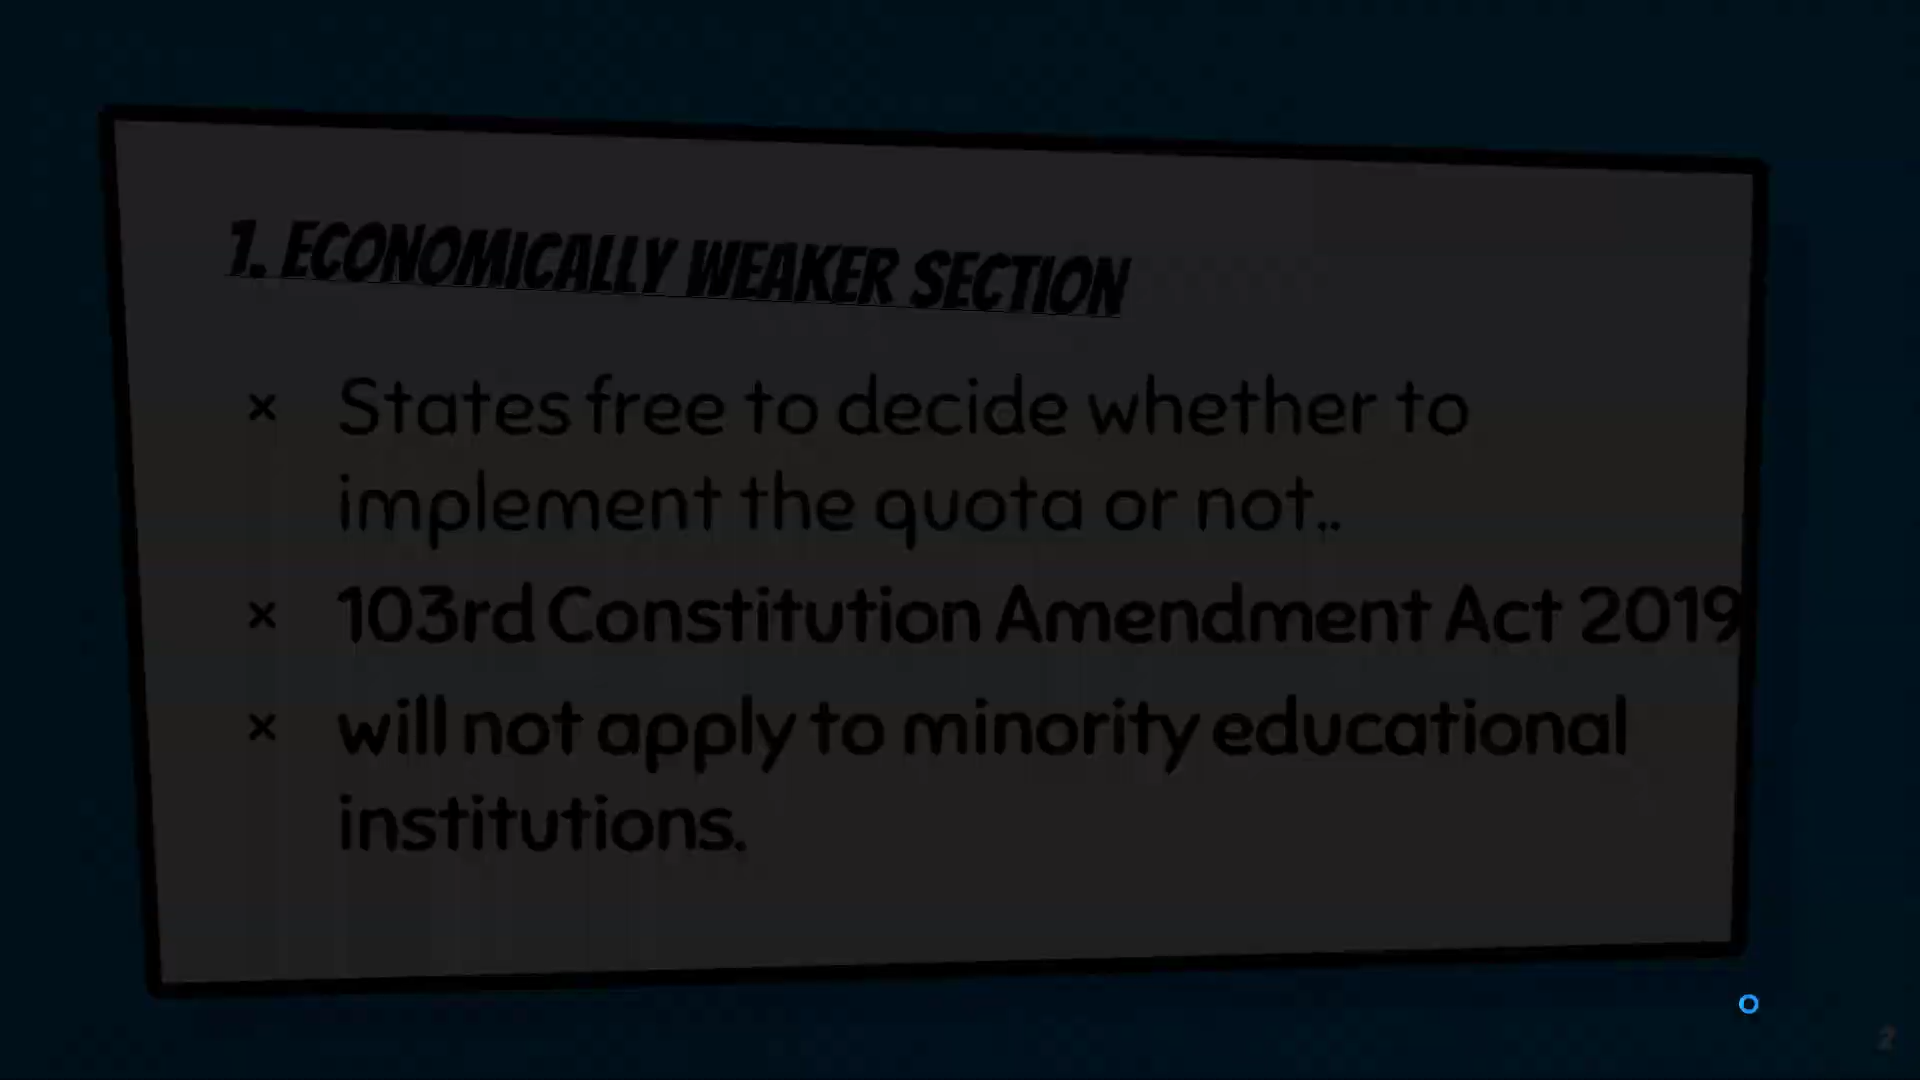 1. ECONOMICALLY WEAKER SECTION
× States free to decide whether to
implement the quota or not..
× 103rd Constitution Amendment Act 2019
× will not apply to minority educational
institutions.
2